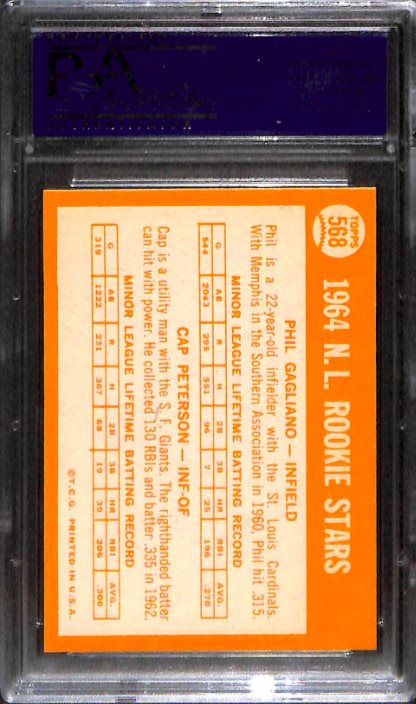 PSA
TOPPS
568
1964 N. L. ROOKIE STARS
PHIL GAGLIANO — INFIELD
Phil is a 22-year-old infielder with the St. Louis Cardinals.
With Memphis in the Southern Association in 1960, Phil hit .315.
MINOR LEAGUE LIFETIME BATTING RECORD
G AB R H 2B 3B HR RBI AVG.
544 2043 295 551 96 7 25 196 .270
CAP PETERSON — INF-OF
Cap is a utility man with the S. F. Giants. The righthanded batter
can hit with power. He collected 130 RBIs and batter .335 in 1962.
MINOR LEAGUE LIFETIME BATTING RECORD
G AB R H 2B 3B HR RBI AVG.
319 1222 231 367 68 19 39 206 .300
©T.C.G. PRINTED IN U.S.A.